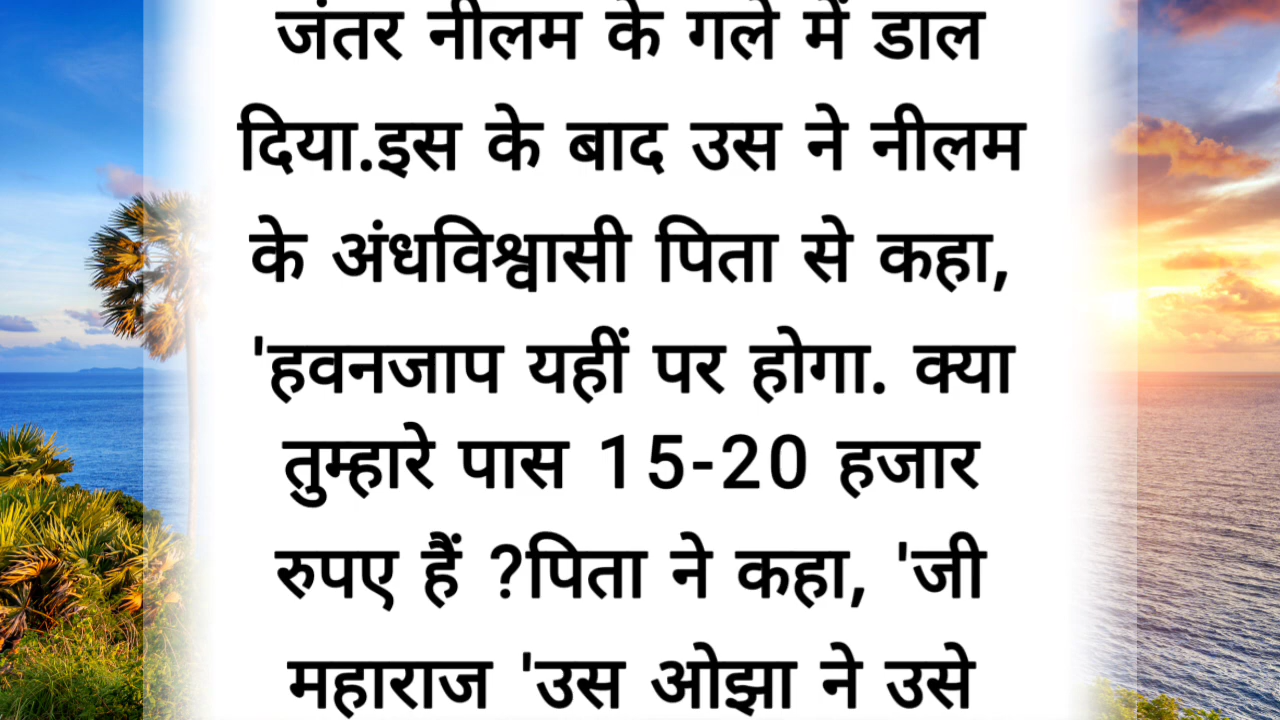 जंतर नीलम के गले में डाल
दिया.इस के बाद उस ने नीलम
के अंधविश्वासी पिता से कहा,
'हवनजाप यहीं पर होगा. क्या
तुम्हारे पास 15-20 हजार
रुपए हैं ?पिता ने कहा, 'जी
महाराज 'उस ओझा ने उसे